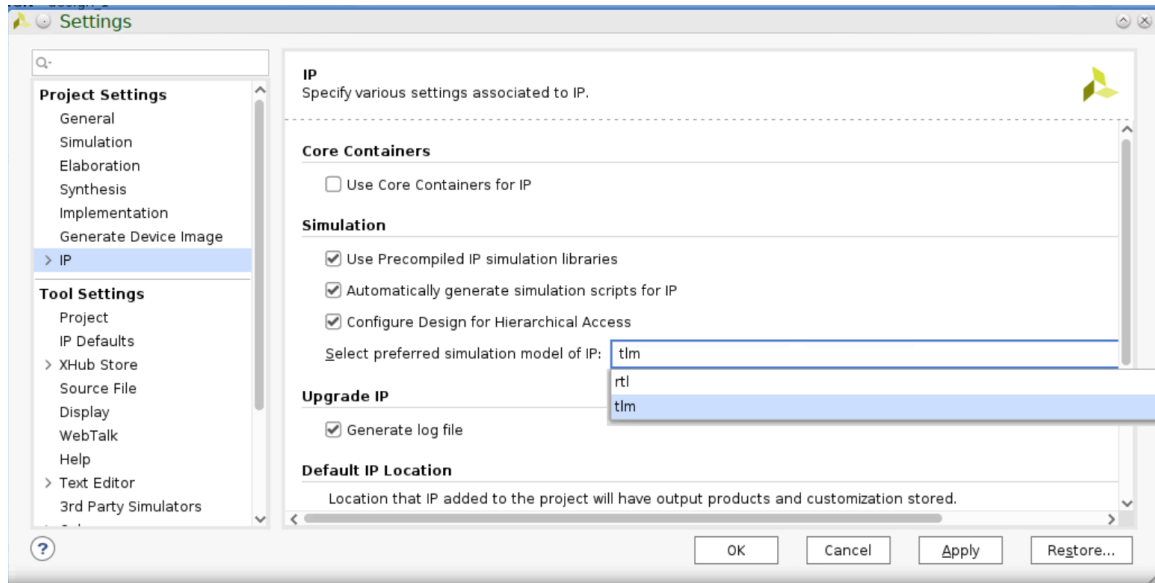 Settings
Project Settings
General
Simulation
Elaboration
Synthesis
Implementation
Generate Device Image
IP
Tool Settings
Project
IP Defaults
XHub Store
Source File
Display
WebTalk
Help
Text Editor
3rd Party Simulators
IP
Specify various settings associated to IP.
Core Containers
Use Core Containers for IP
Simulation
Use Precompiled IP simulation libraries
Automatically generate simulation scripts for IP
Configure Design for Hierarchical Access
Select preferred simulation model of IP: tlm
rtl
tlm
Upgrade IP
Generate log file
Default IP Location
Location that IP added to the project will have output products and customization stored.
? OK Cancel Apply Restore...